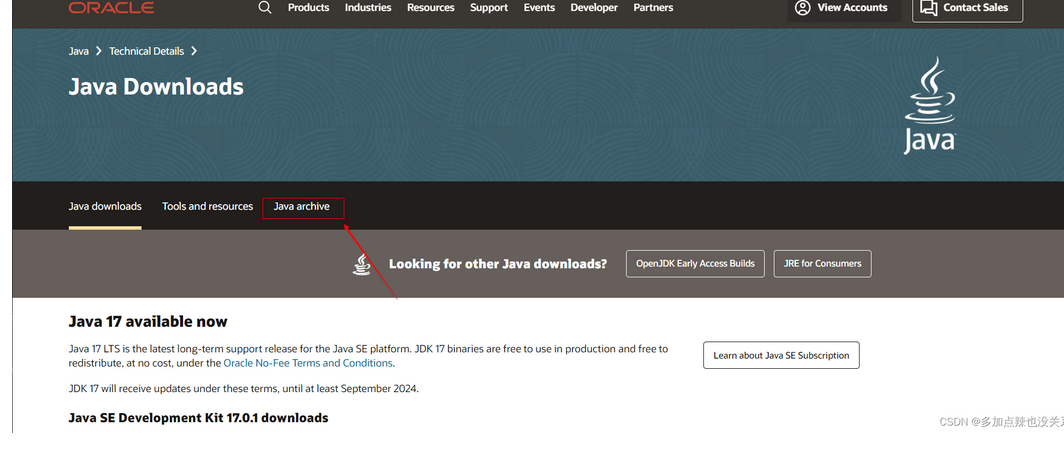 ORACLE Products Industries Resources Support Events Developer Partners View Accounts Contact Sales
Java Technical Details
Java Downloads
Java
Java downloads Tools and resources Java archive
Looking for other Java downloads? OpenJDK Early Access Builds JRE for Consumers
Java 17 available now
Java 17 LTS is the latest long-term support release for the Java SE platform. JDK 17 binaries are free to use in production and free to
redistribute, at no cost, under the Oracle No-Fee Terms and Conditions.
Learn about Java SE Subscription
JDK 17 will receive updates under these terms, until at least September 2024.
Java SE Development Kit 17.0.1 downloads
CSDN @多加点辣也没关系